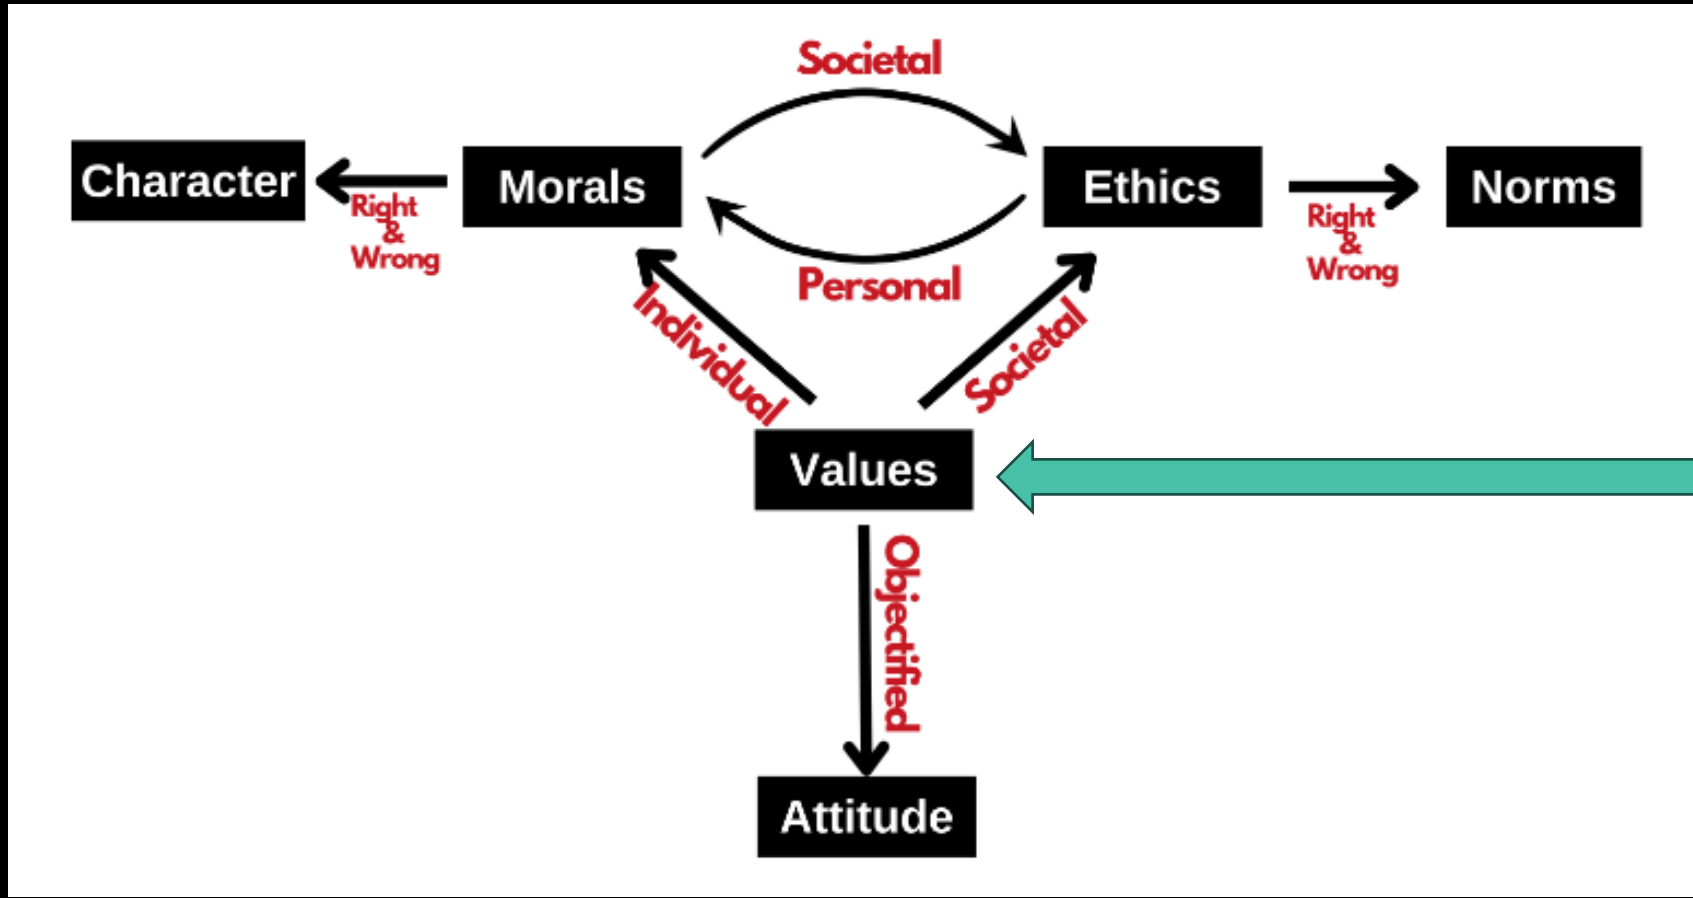 Societal
Character
Morals
Ethics
Norms
Right
&
Wrong
Right
&
Wrong
Personal
Individual
Societal
Values
Objectified
Attitude